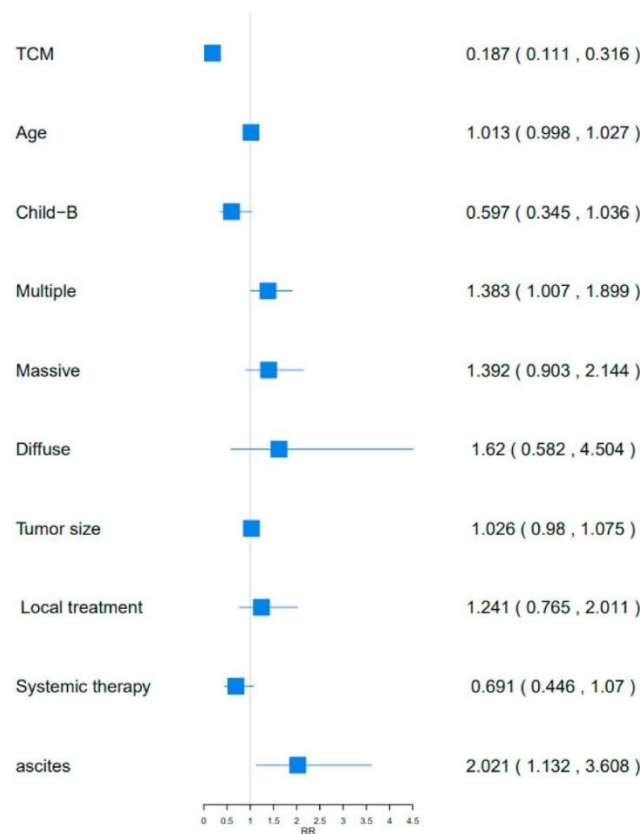 TCM 0.187 ( 0.111 , 0.316 )
Age 1.013 ( 0.998 , 1.027 )
Child−B 0.597 ( 0.345 , 1.036 )
Multiple 1.383 ( 1.007 , 1.899 )
Massive 1.392 ( 0.903 , 2.144 )
Diffuse 1.62 ( 0.582 , 4.504 )
Tumor size 1.026 ( 0.98 , 1.075 )
Local treatment 1.241 ( 0.765 , 2.011 )
Systemic therapy 0.691 ( 0.446 , 1.07 )
ascites 2.021 ( 1.132 , 3.608 )
0 0.5 1 1.5 2 2.5 3 3.5 4 4.5
RR